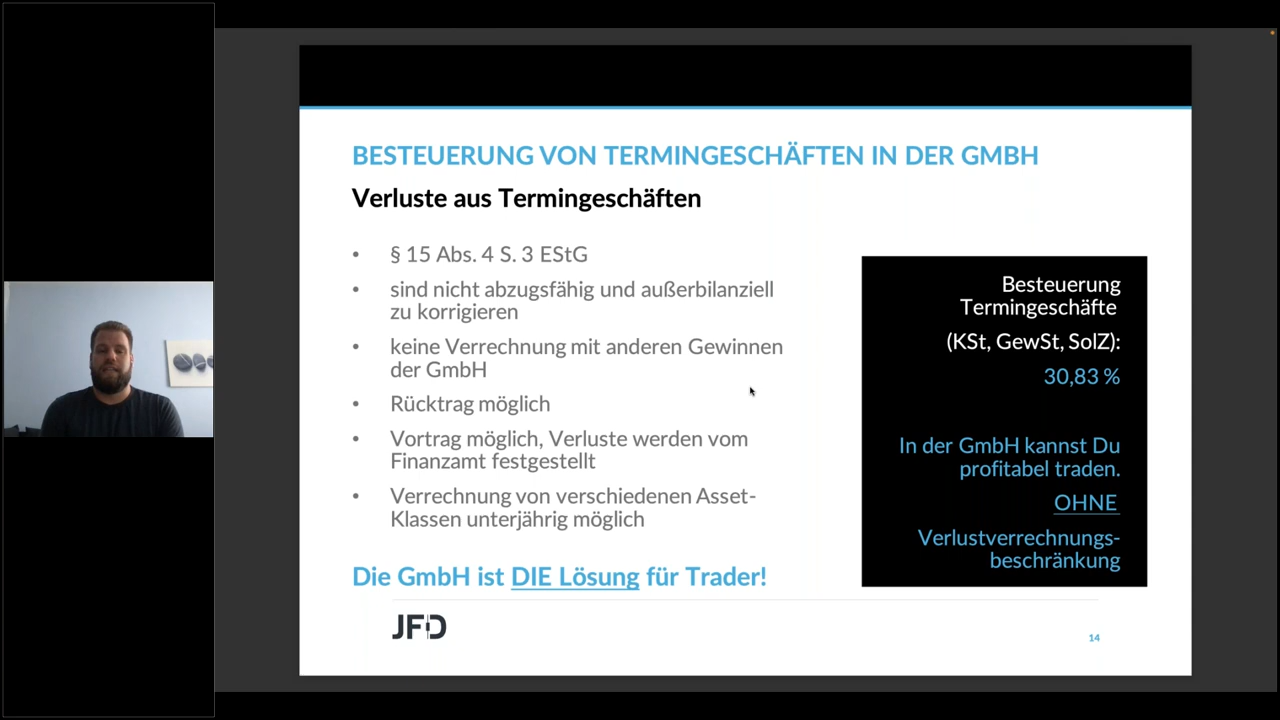 BESTEUERUNG VON TERMINGESCHÄFTEN IN DER GMBH
Verluste aus Termingeschäften
• § 15 Abs. 4 S. 3 EStG
• sind nicht abzugsfähig und außerbilanziell
zu korrigieren
• keine Verrechnung mit anderen Gewinnen
der GmbH
• Rücktrag möglich
• Vortrag möglich, Verluste werden vom
Finanzamt festgestellt
• Verrechnung von verschiedenen Asset-
Klassen unterjährig möglich
Die GmbH ist DIE Lösung für Trader!
Besteuerung
Termingeschäfte
(KSt, GewSt, SolZ):
30,83 %
In der GmbH kannst Du
profitabel traden.
OHNE
Verlustverrechnungs-
beschränkung
JFD
14